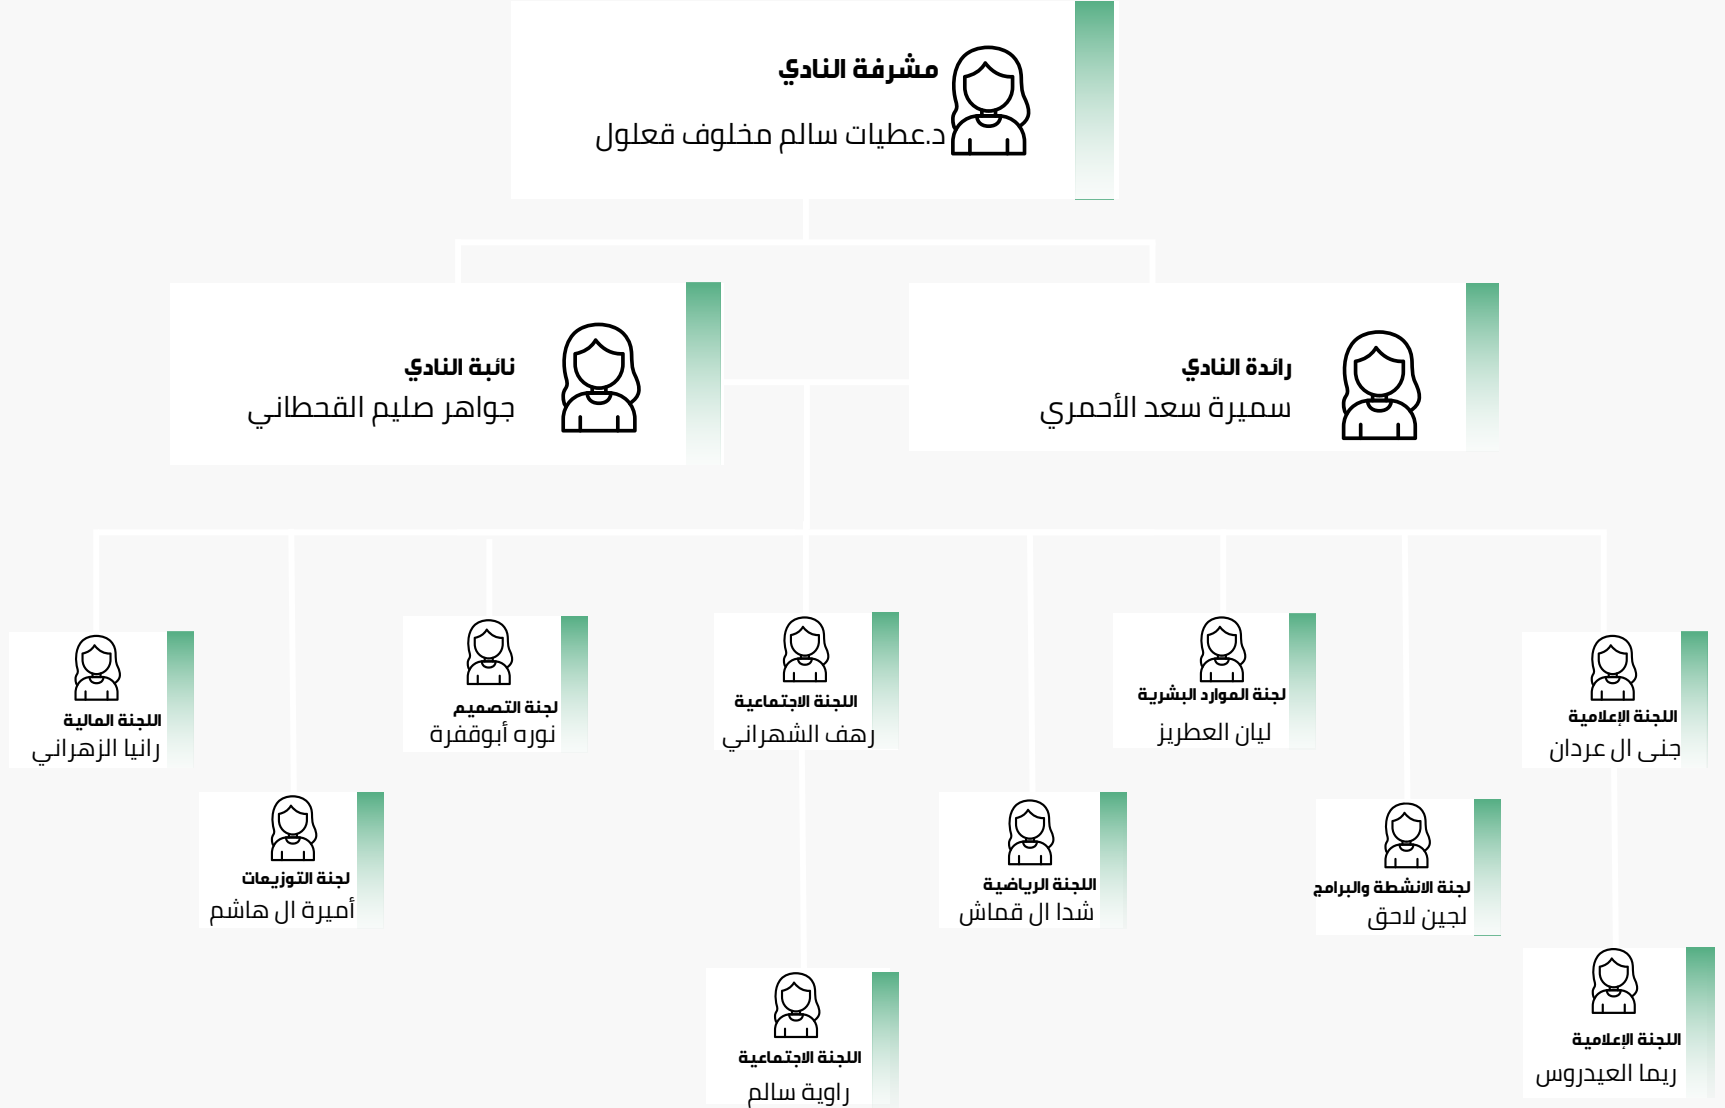 مشرفة النادي
د.عطيات سالم مخلوف قعلول
رائدة النادي
سميرة سعد الأحمري
نائبة النادي
جواهر صليم القحطاني
اللجنة الإعلامية
جنى ال عردان
لجنة الموارد البشرية
ليان العطريز
اللجنة الاجتماعية
رهف الشهراني
لجنة التصميم
نوره أبوقفرة
اللجنة المالية
رانيا الزهراني
لجنة الانشطة والبرامج
لجين لاحق
اللجنة الرياضية
شدا ال قماش
لجنة التوزيعات
أميرة ال هاشم
اللجنة الإعلامية
ريما العيدروس
اللجنة الاجتماعية
راوية سالم